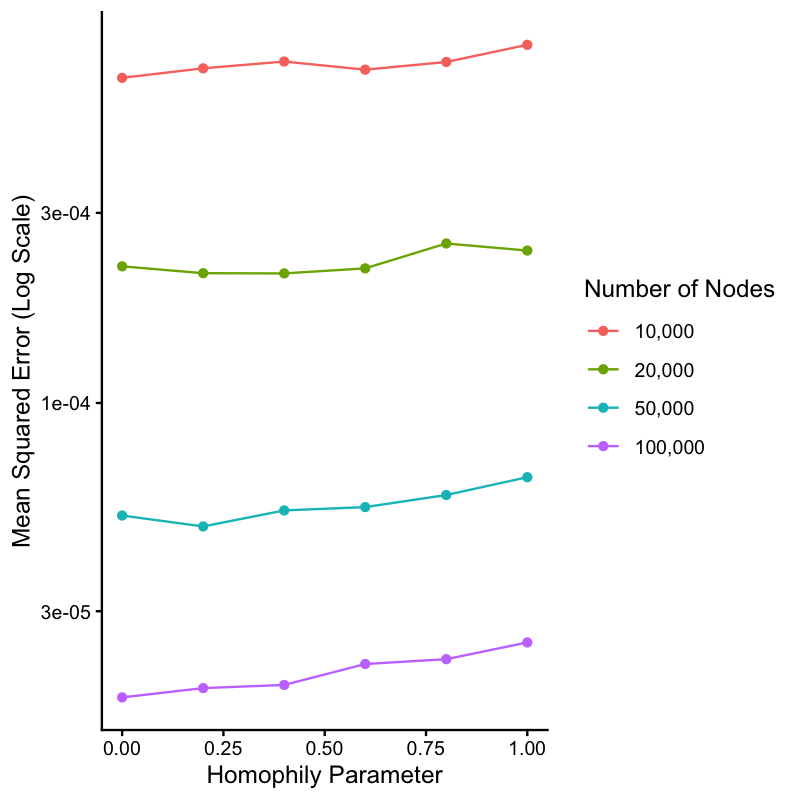 Mean Squared Error (Log Scale)
3e-04
1e-04
3e-05
0.00 0.25 0.50 0.75 1.00
Homophily Parameter
Number of Nodes
10,000
20,000
50,000
100,000